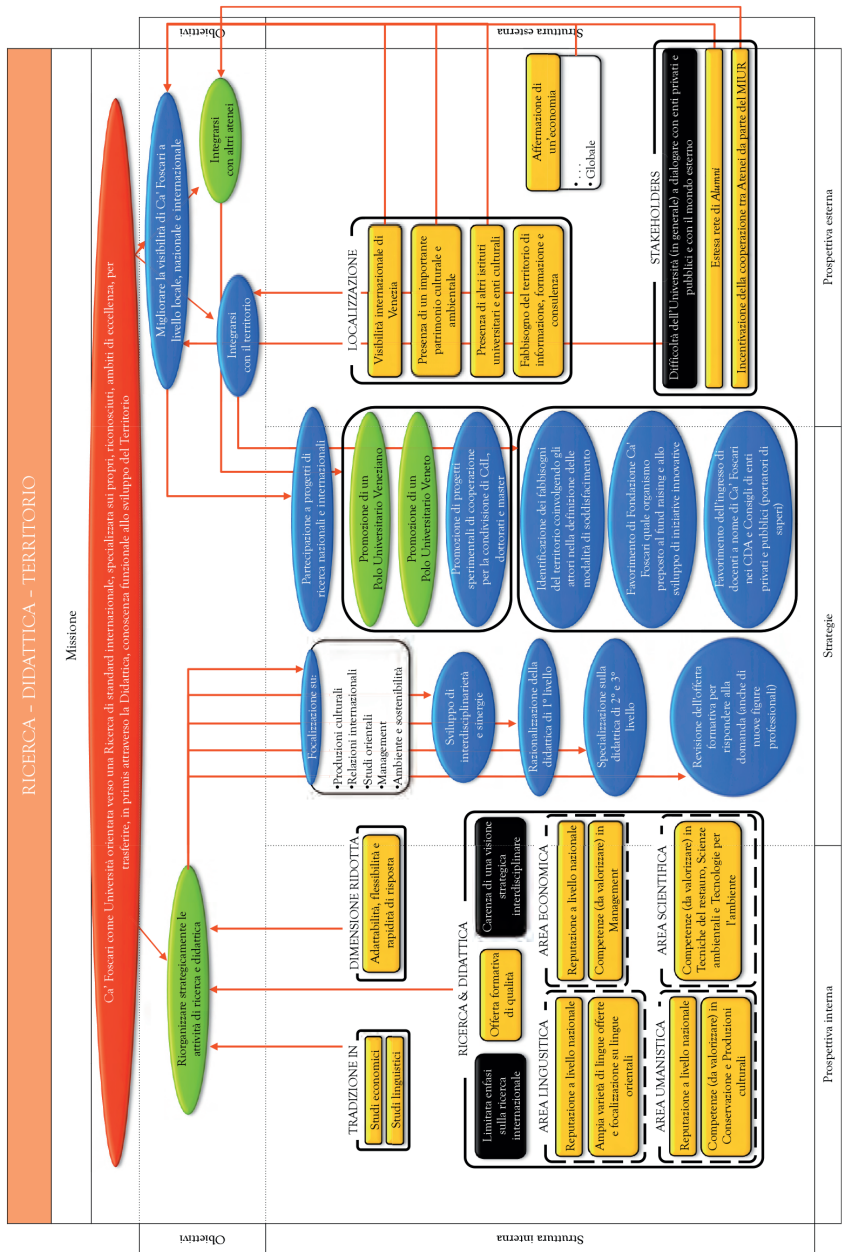 RICERCA – DIDATTICA – TERRITORIO
Missione
Ca' Foscari come Università orientata verso una Ricerca di standard internazionale, specializzata sui propri, riconosciuti, ambiti di eccellenza, per
trasferire, in primis attraverso la Didattica, conoscenza funzionale allo sviluppo del Territorio
Obiettivi
Obiettivi
Riorganizzare strategicamente le
attività di ricerca e didattica
Migliorare la visibilità di Ca' Foscari a
livello locale, nazionale e internazionale
Integrarsi
con il territorio
Integrarsi
con altri atenei
Struttura interna
Struttura esterna
TRADIZIONE IN
Studi economici
Studi linguistici
DIMENSIONE RIDOTTA
Adattabilità, flessibilità e
rapidità di risposta
RICERCA & DIDATTICA
Limitata enfasi
sulla ricerca
internazionale
Offerta formativa
di qualità
Carenza di una visione
strategica
interdisciplinare
AREA LINGUSITICA
Reputazione a livello nazionale
Ampia varietà di lingue offerte
e focalizzazione su lingue
orientali
AREA ECONOMICA
Reputazione a livello nazionale
Competenze (da valorizzare) in
Management
AREA UMANISTICA
Reputazione a livello nazionale
Competenze (da valorizzare) in
Conservazione e Produzioni
culturali
AREA SCIENTIFICA
Competenze (da valorizzare) in
Tecniche del restauro, Scienze
ambientali e Tecnologie per
l'ambiente
Focalizzazione su:
•Produzioni culturali
•Relazioni internazionali
•Studi orientali
•Management
•Ambiente e sostenibilità
Sviluppo di
interdisciplinarietà
e sinergie
Razionalizzazione della
didattica di 1° livello
Specializzazione sulla
didattica di 2° e 3°
livello
Revisione dell'offerta
formativa per
rispondere alla
domanda (anche di
nuove figure
professionali)
Partecipazione a progetti di
ricerca nazionali e internazionali
Promozione di un
Polo Universitario Veneziano
Promozione di un
Polo Universitario Veneto
Promozione di progetti
sperimentali di cooperazione
per la condivisione di CdL,
dottorati e master
Identificazione dei fabbisogni
del territorio coinvolgendo gli
attori nella definizione delle
modalità di soddisfacimento
Favorimento di Fondazione Ca'
Foscari quale organismo
preposto al fund raising e allo
sviluppo di iniziative innovative
Favorimento dell'ingresso di
docenti a nome di Ca' Foscari
nei CDA e Consigli di enti
privati e pubblici (portatori di
saperi)
LOCALIZZAZIONE
Visibilità internazionale di
Venezia
Presenza di un importante
patrimonio culturale e
ambientale
Presenza di altri istituti
universitari e enti culturali
Fabbisogno del territorio di
informazione, formazione e
consulenza
Affermazione di
un'economia
• . . .
• Globale
STAKEHOLDERS
Difficoltà dell'Università (in generale) a dialogare con enti privati e
pubblici e con il mondo esterno
Estesa rete di Alumni
Incentivazione della cooperazione tra Atenei da parte del MIUR
Prospettiva interna
Strategie
Prospettiva esterna